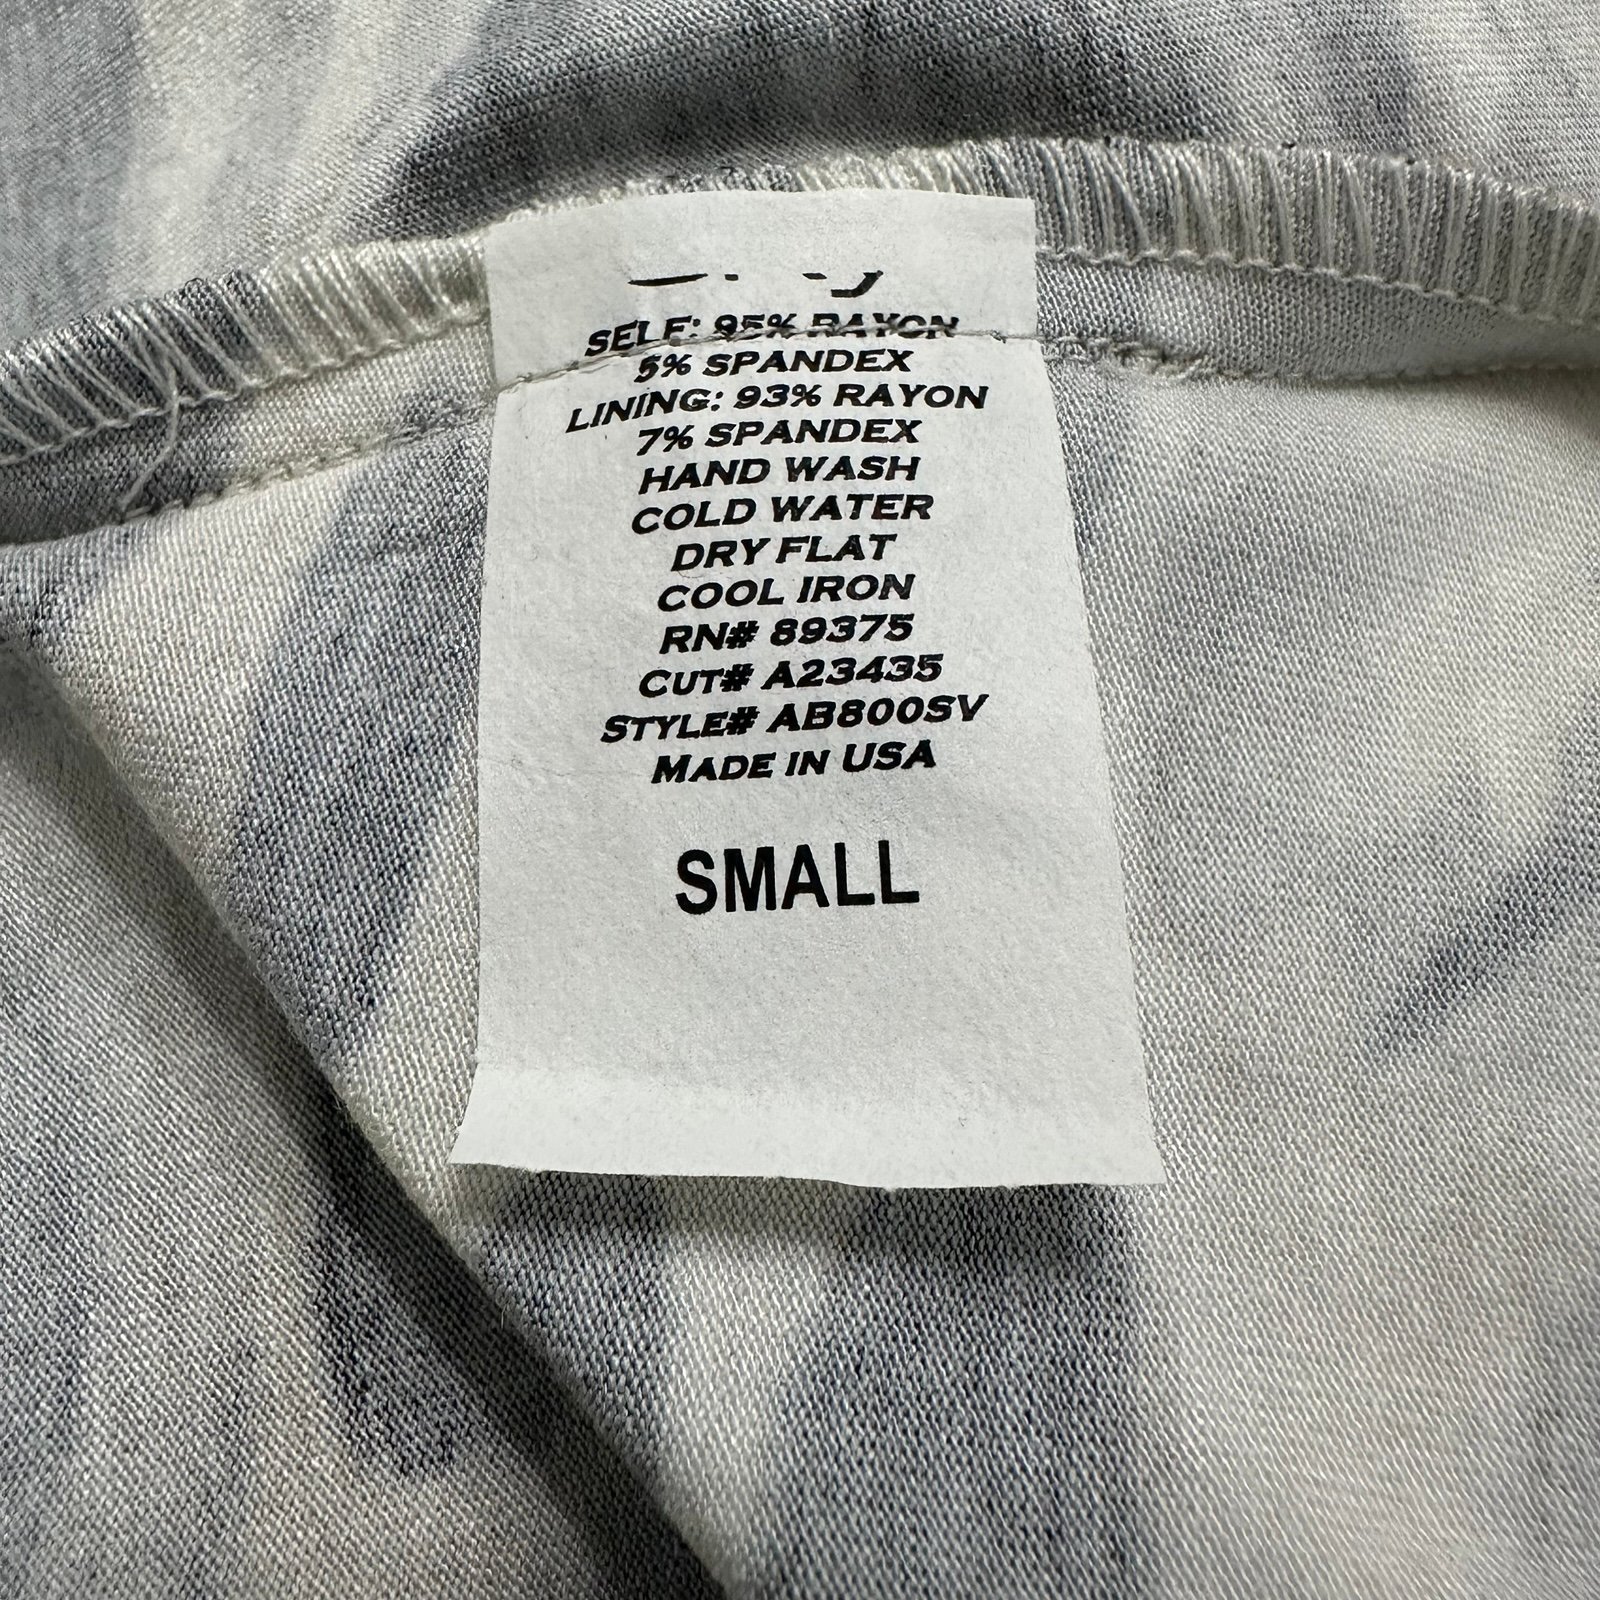 SELF: 95% RAYON
5% SPANDEX
LINING: 93% RAYON
7% SPANDEX
HAND WASH
COLD WATER
DRY FLAT
COOL IRON
RN# 89375
CUT# A23435
STYLE# AB800SV
MADE IN USA
SMALL